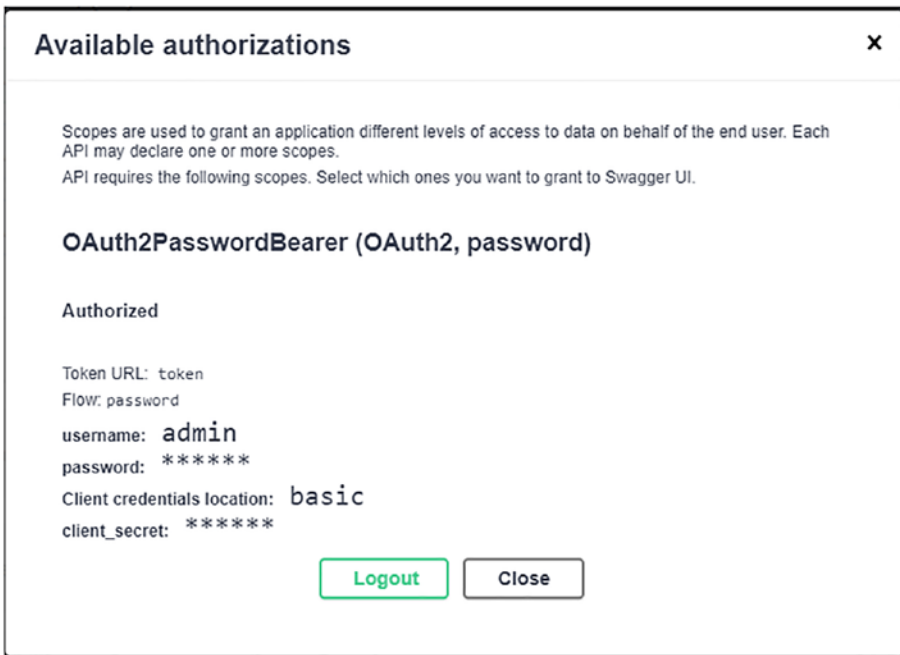 Available authorizations
×
Scopes are used to grant an application different levels of access to data on behalf of the end user. Each
API may declare one or more scopes.
API requires the following scopes. Select which ones you want to grant to Swagger UI.
OAuth2PasswordBearer (OAuth2, password)
Authorized
Token URL: token
Flow: password
username: admin
password: ******
Client credentials location: basic
client_secret: ******
Logout Close